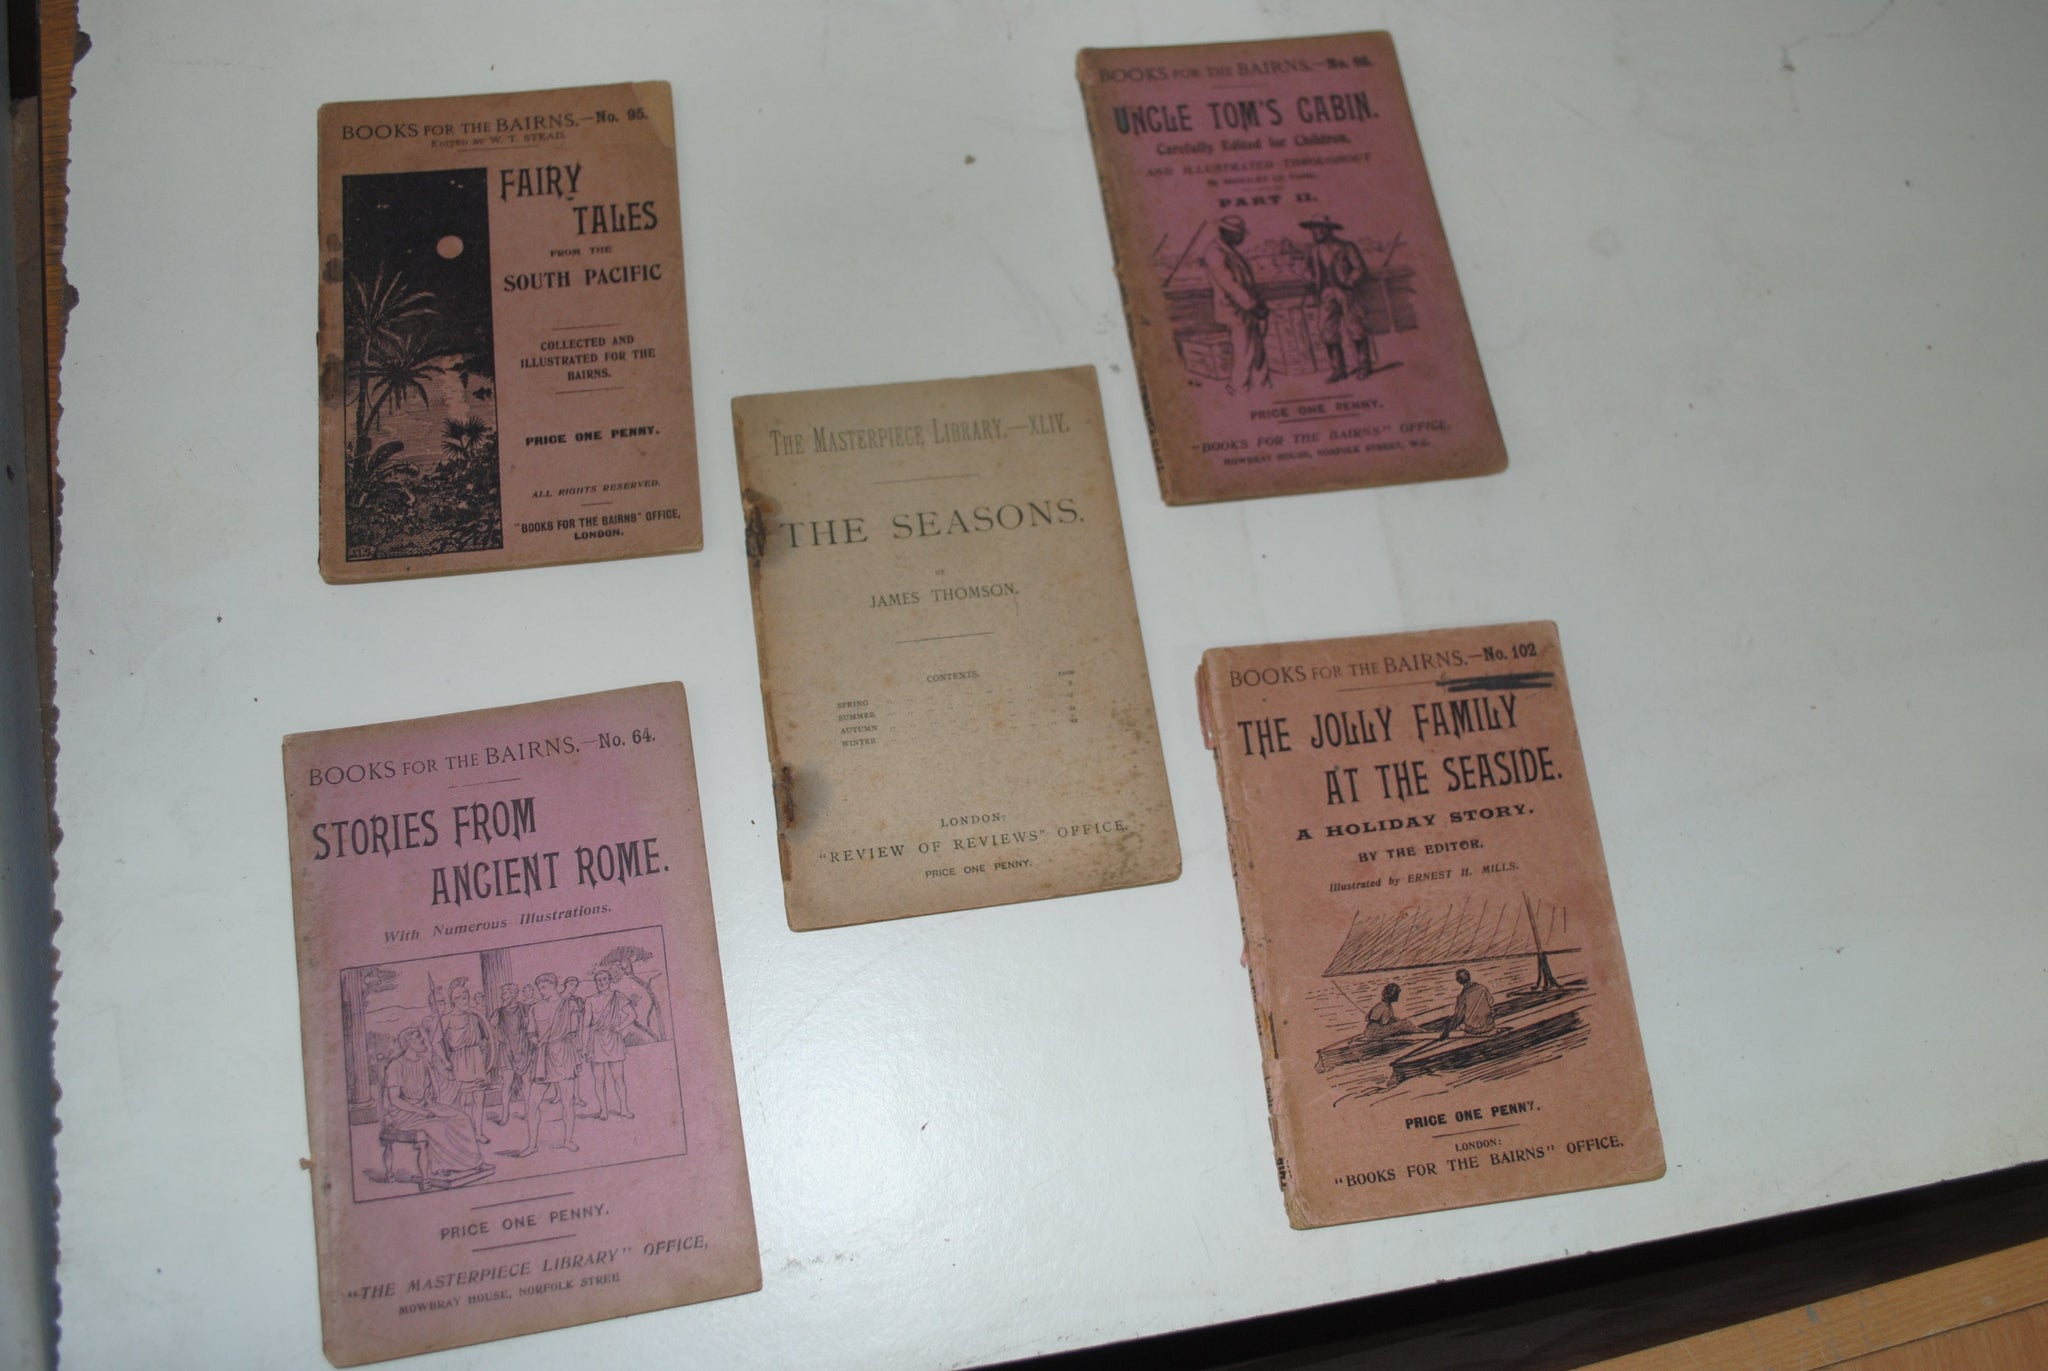 BOOKS FOR THE BAIRNS.—No. 95.
EDITED BY W. T. STEAD.
FAIRY
TALES
FROM THE
SOUTH PACIFIC
COLLECTED AND
ILLUSTRATED FOR THE
BAIRNS.
PRICE ONE PENNY.
ALL RIGHTS RESERVED.
"BOOKS FOR THE BAIRNS" OFFICE,
LONDON.
BOOKS FOR THE BAIRNS.—No.
UNCLE TOM'S CABIN.
Carefully Edited for Children,
AND ILLUSTRATED THROUGHOUT
PART II.
PRICE ONE PENNY.
"BOOKS FOR THE BAIRNS" OFFICE,
MOWBRAY HOUSE, NORFOLK STREET, W.C.
THE MASTERPIECE LIBRARY.—XLIV.
THE SEASONS.
BY
JAMES THOMSON.
CONTENTS.
PAGE
SPRING
SUMMER
AUTUMN
WINTER
LONDON:
"REVIEW OF REVIEWS" OFFICE.
PRICE ONE PENNY.
BOOKS FOR THE BAIRNS.—No. 64.
STORIES FROM
ANCIENT ROME.
With Numerous Illustrations.
PRICE ONE PENNY.
"THE MASTERPIECE LIBRARY" OFFICE,
MOWBRAY HOUSE, NORFOLK STREE
BOOKS FOR THE BAIRNS.—No. 102
THE JOLLY FAMILY
AT THE SEASIDE.
A HOLIDAY STORY.
BY THE EDITOR.
Illustrated by ERNEST H. MILLS.
PRICE ONE PENNY.
LONDON:
"BOOKS FOR THE BAIRNS" OFFICE.